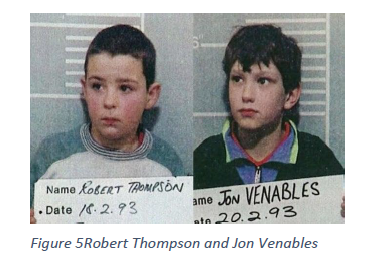 Name ROBERT THOMPSON
• Date 18.2.93
ame JON VENABLES
ate 20.2.93
Figure 5Robert Thompson and Jon Venables